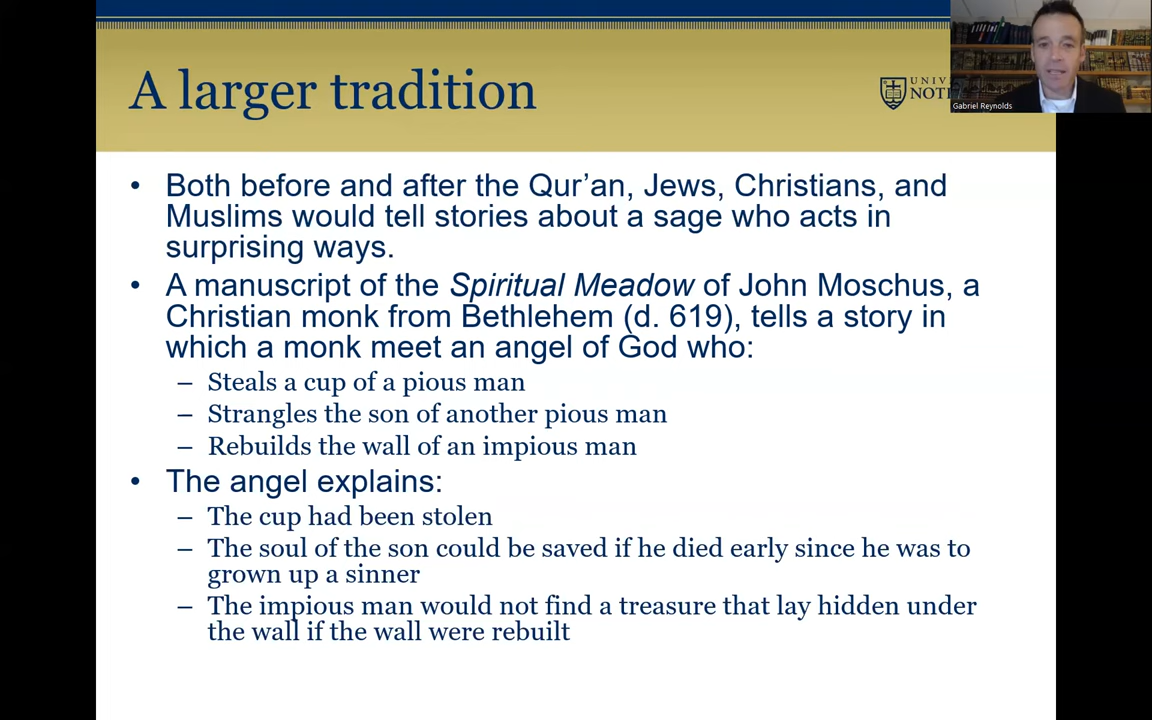 A larger tradition
UNIV
NOT
Gabriel Reynolds
• Both before and after the Qur’an, Jews, Christians, and
Muslims would tell stories about a sage who acts in
surprising ways.
• A manuscript of the Spiritual Meadow of John Moschus, a
Christian monk from Bethlehem (d. 619), tells a story in
which a monk meet an angel of God who:
– Steals a cup of a pious man
– Strangles the son of another pious man
– Rebuilds the wall of an impious man
• The angel explains:
– The cup had been stolen
– The soul of the son could be saved if he died early since he was to
grown up a sinner
– The impious man would not find a treasure that lay hidden under
the wall if the wall were rebuilt